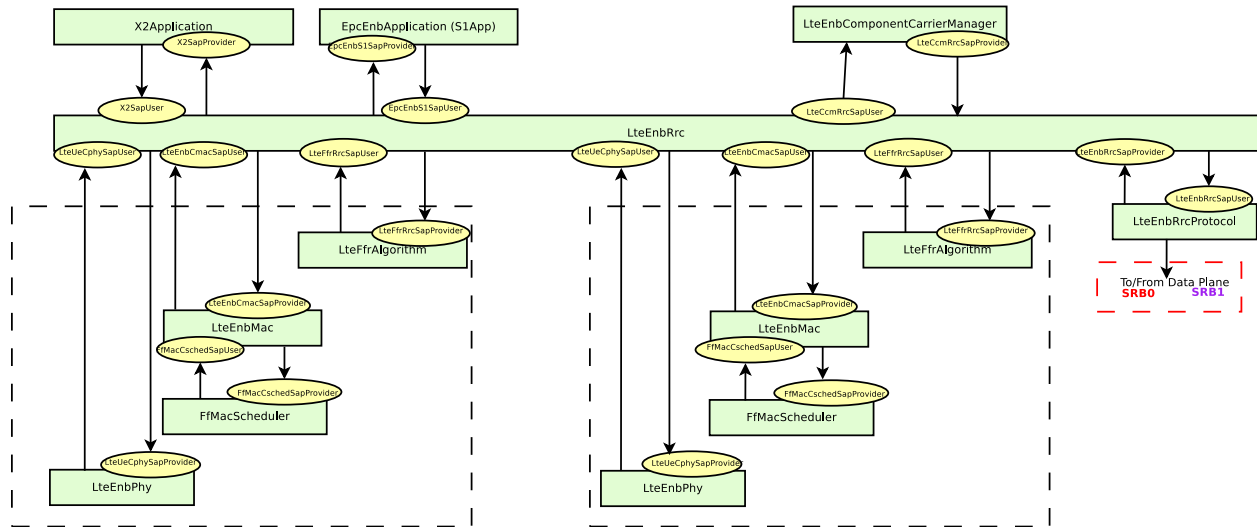 X2Application
X2SapProvider
EpcEnbApplication (S1App)
EpcEnbS1SapProvider
LteEnbComponentCarrierManager
LteCcmRrcSapProvider
X2SapUser
EpcEnbS1SapUser
LteCcmRrcSapUser
LteEnbRrc
LteUeCphySapUser
LteEnbCmacSapUser
LteFfrRrcSapUser
LteUeCphySapUser
LteEnbCmacSapUser
LteFfrRrcSapUser
LteEnbRrcSapProvider
LteEnbRrcSapUser
LteEnbRrcProtocol
LteFfrRrcSapProvider
LteFfrAlgorithm
LteFfrRrcSapProvider
LteFfrAlgorithm
To/From Data Plane
SRB0 SRB1
LteEnbCmacSapProvider
LteEnbMac
FfMacCschedSapUser
FfMacCschedSapProvider
FfMacScheduler
LteEnbCmacSapProvider
LteEnbMac
FfMacCschedSapUser
FfMacCschedSapProvider
FfMacScheduler
LteUeCphySapProvider
LteEnbPhy
LteUeCphySapProvider
LteEnbPhy